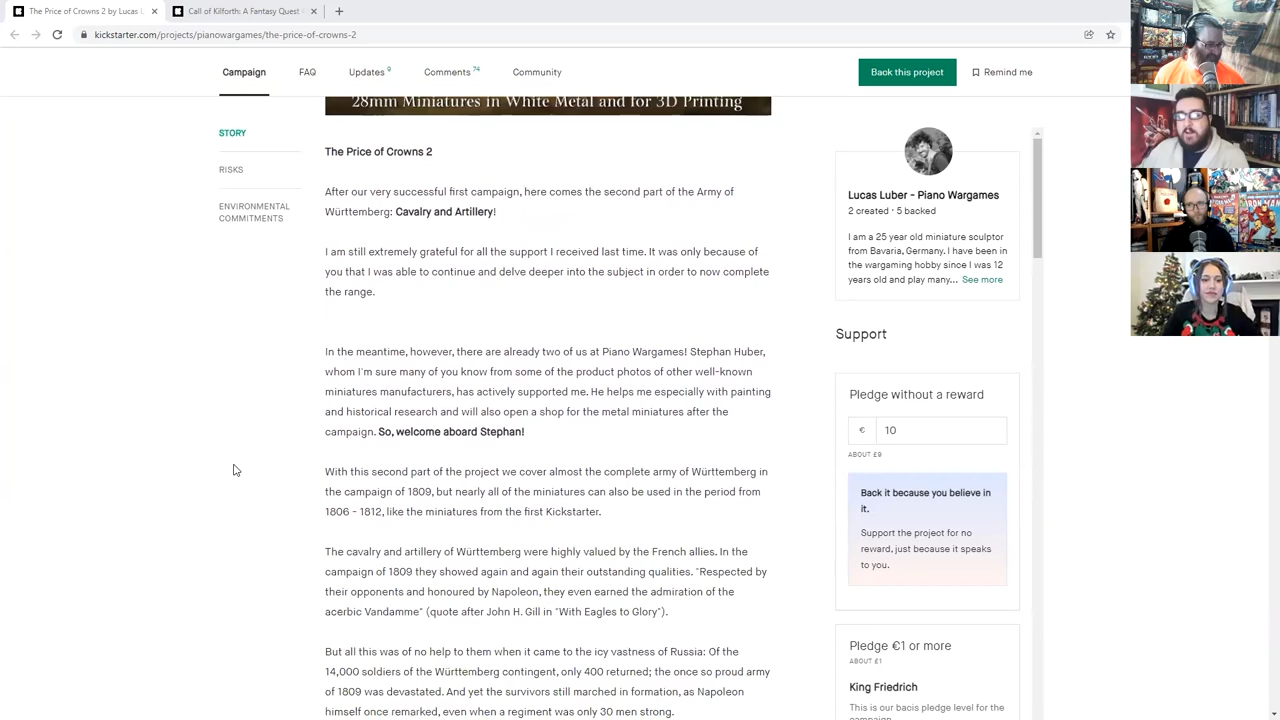 The Price of Crowns 2 by Lucas L
Call of Kilforth: A Fantasy Quest
kickstarter.com/projects/pianowargames/the-price-of-crowns-2
Campaign
FAQ
Updates 9
Comments 74
Community
Back this project
Remind me
28mm Miniatures in White Metal and for 3D Printing
STORY
RISKS
ENVIRONMENTAL
COMMITMENTS
The Price of Crowns 2
After our very successful first campaign, here comes the second part of the Army of
Württemberg: Cavalry and Artillery!
I am still extremely grateful for all the support I received last time. It was only because of
you that I was able to continue and delve deeper into the subject in order to now complete
the range.
In the meantime, however, there are already two of us at Piano Wargames! Stephan Huber,
whom I'm sure many of you know from some of the product photos of other well-known
miniatures manufacturers, has actively supported me. He helps me especially with painting
and historical research and will also open a shop for the metal miniatures after the
campaign. So, welcome aboard Stephan!
With this second part of the project we cover almost the complete army of Württemberg in
the campaign of 1809, but nearly all of the miniatures can also be used in the period from
1806 - 1812, like the miniatures from the first Kickstarter.
The cavalry and artillery of Württemberg were highly valued by the French allies. In the
campaign of 1809 they showed again and again their outstanding qualities. "Respected by
their opponents and honoured by Napoleon, they even earned the admiration of the
acerbic Vandamme" (quote after John H. Gill in "With Eagles to Glory").
But all this was of no help to them when it came to the icy vastness of Russia: Of the
14,000 soldiers of the Württemberg contingent, only 400 returned; the once so proud army
of 1809 was devastated. And yet the survivors still marched in formation, as Napoleon
himself once remarked, even when a regiment was only 30 men strong.
Lucas Luber - Piano Wargames
2 created · 5 backed
I am a 25 year old miniature sculptor
from Bavaria, Germany. I have been in
the wargaming hobby since I was 12
years old and play many... See more
Support
Pledge without a reward
€ 10
ABOUT £9
Back it because you believe in
it.
Support the project for no
reward, just because it speaks
to you.
Pledge €1 or more
ABOUT £1
King Friedrich
This is our bacis pledge level for the
campaign
IRON MAN